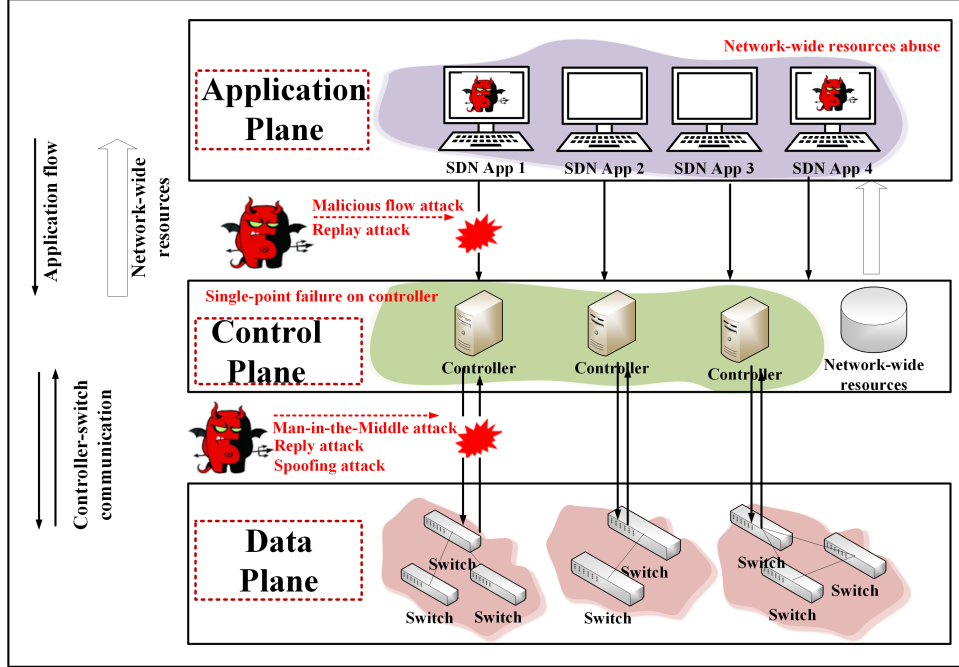 Network-wide resources abuse
Application
Plane
SDN App 1
SDN App 2
SDN App 3
SDN App 4
Application flow
Network-wide
resources
Malicious flow attack
Replay attack
Single-point failure on controller
Control
Plane
Controller
Controller
Controller
Network-wide
resources
Controller-switch
communication
Man-in-the-Middle attack
Reply attack
Spoofing attack
Data
Plane
Switch
Switch
Switch
Switch
Switch
Switch
Switch
Switch